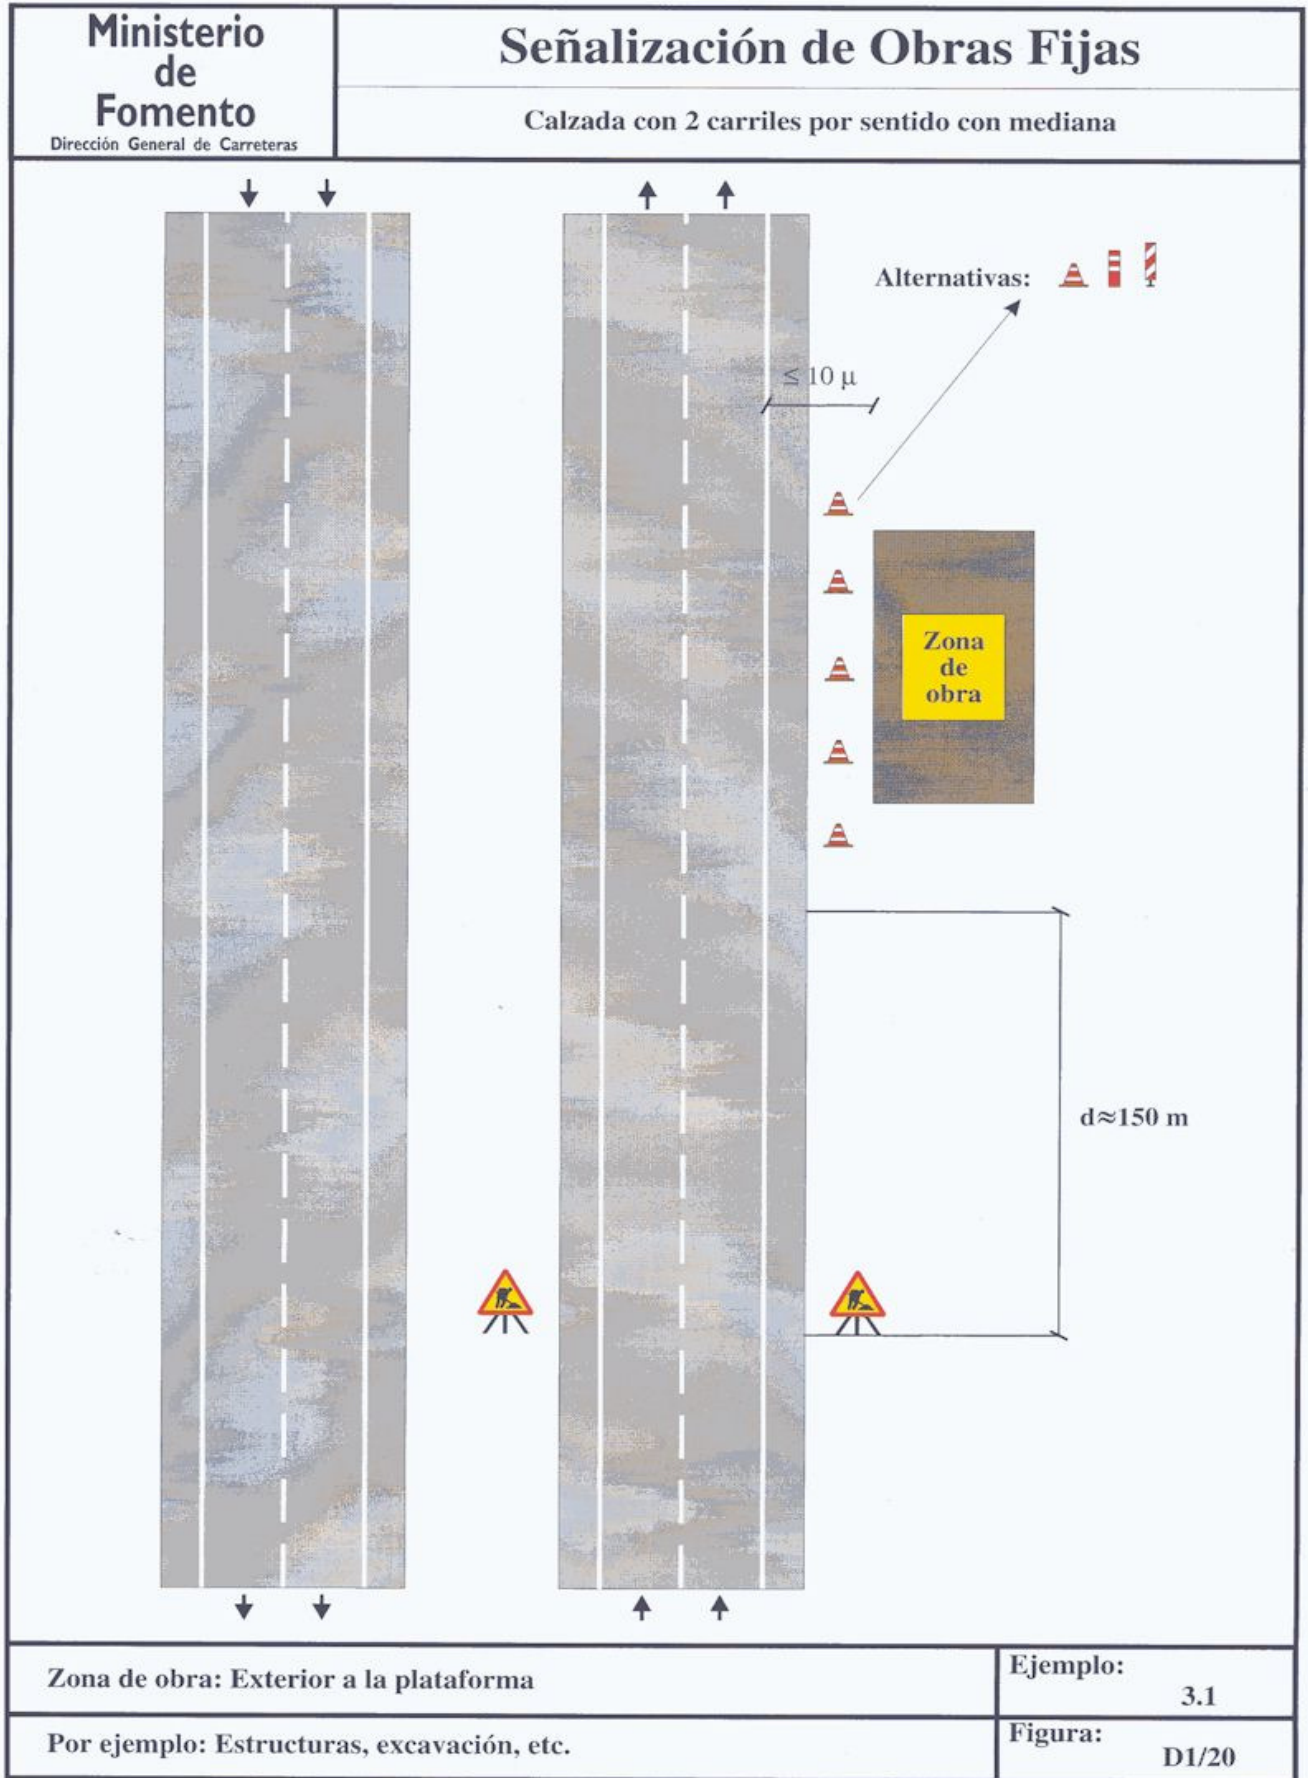 Ministerio
de
Fomento
Dirección General de Carreteras
Señalización de Obras Fijas
Calzada con 2 carriles por sentido con mediana
Alternativas:
≤ 10 µ
Zona
de
obra
d≈150 m
Zona de obra: Exterior a la plataforma
Ejemplo:
3.1
Por ejemplo: Estructuras, excavación, etc.
Figura:
D1/20